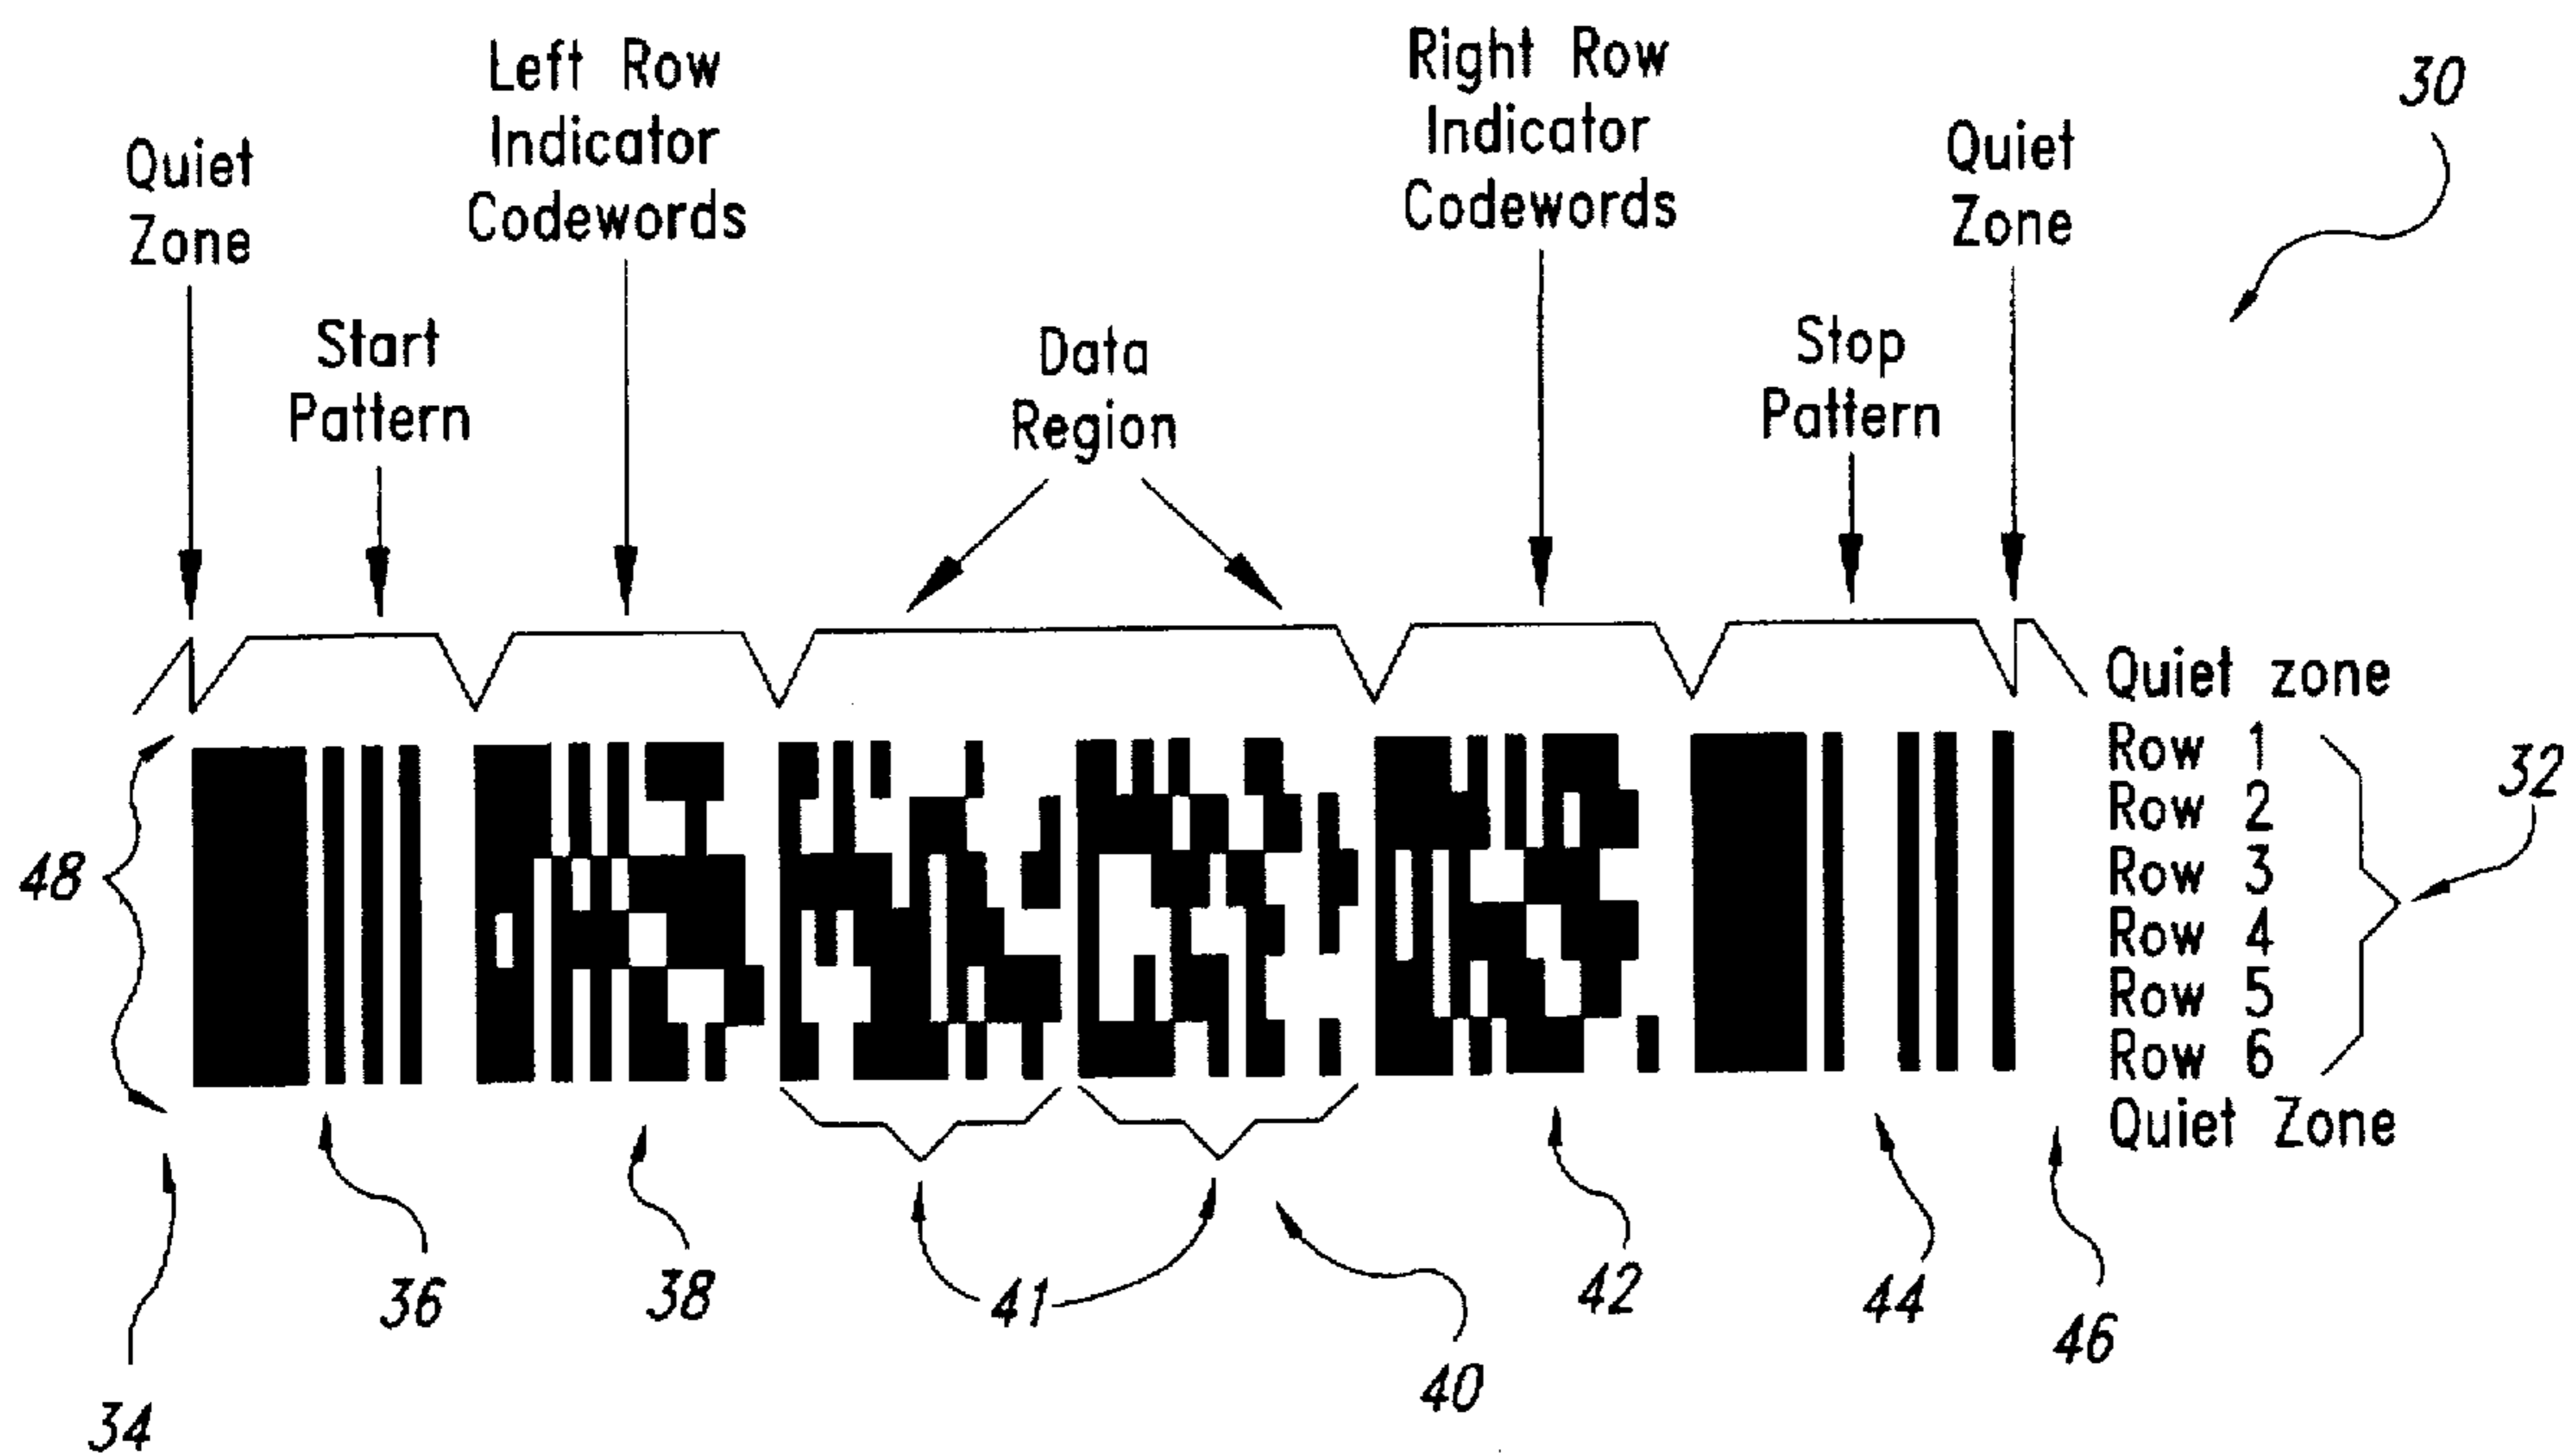 Quiet
Zone
Start
Pattern
Left Row
Indicator
Codewords
Data
Region
Right Row
Indicator
Codewords
Stop
Pattern
Quiet
Zone
30
Quiet zone
Row 1
Row 2
Row 3
Row 4
Row 5
Row 6
Quiet Zone
32
48
34
36
38
41
40
42
44
46